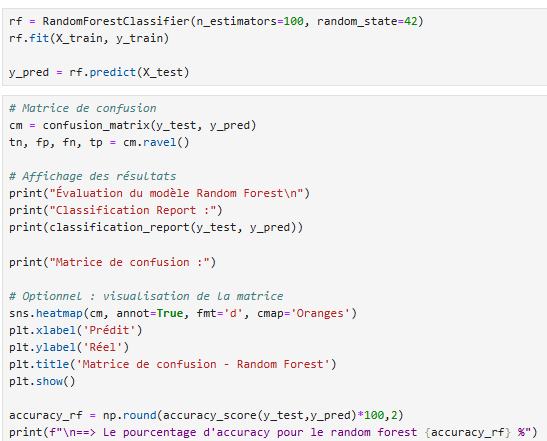 rf = RandomForestClassifier(n_estimators=100, random_state=42)
rf.fit(X_train, y_train)
y_pred = rf.predict(X_test)
# Matrice de confusion
cm = confusion_matrix(y_test, y_pred)
tn, fp, fn, tp = cm.ravel()
# Affichage des résultats
print("Évaluation du modèle Random Forest\n")
print("Classification Report :")
print(classification_report(y_test, y_pred))
print("Matrice de confusion :")
# Optionnel : visualisation de la matrice
sns.heatmap(cm, annot=True, fmt='d', cmap='Oranges')
plt.xlabel('Prédit')
plt.ylabel('Réel')
plt.title('Matrice de confusion - Random Forest')
plt.show()
accuracy_rf = np.round(accuracy_score(y_test,y_pred)*100,2)
print(f"\n==> Le pourcentage d'accuracy pour le random forest {accuracy_rf} %")